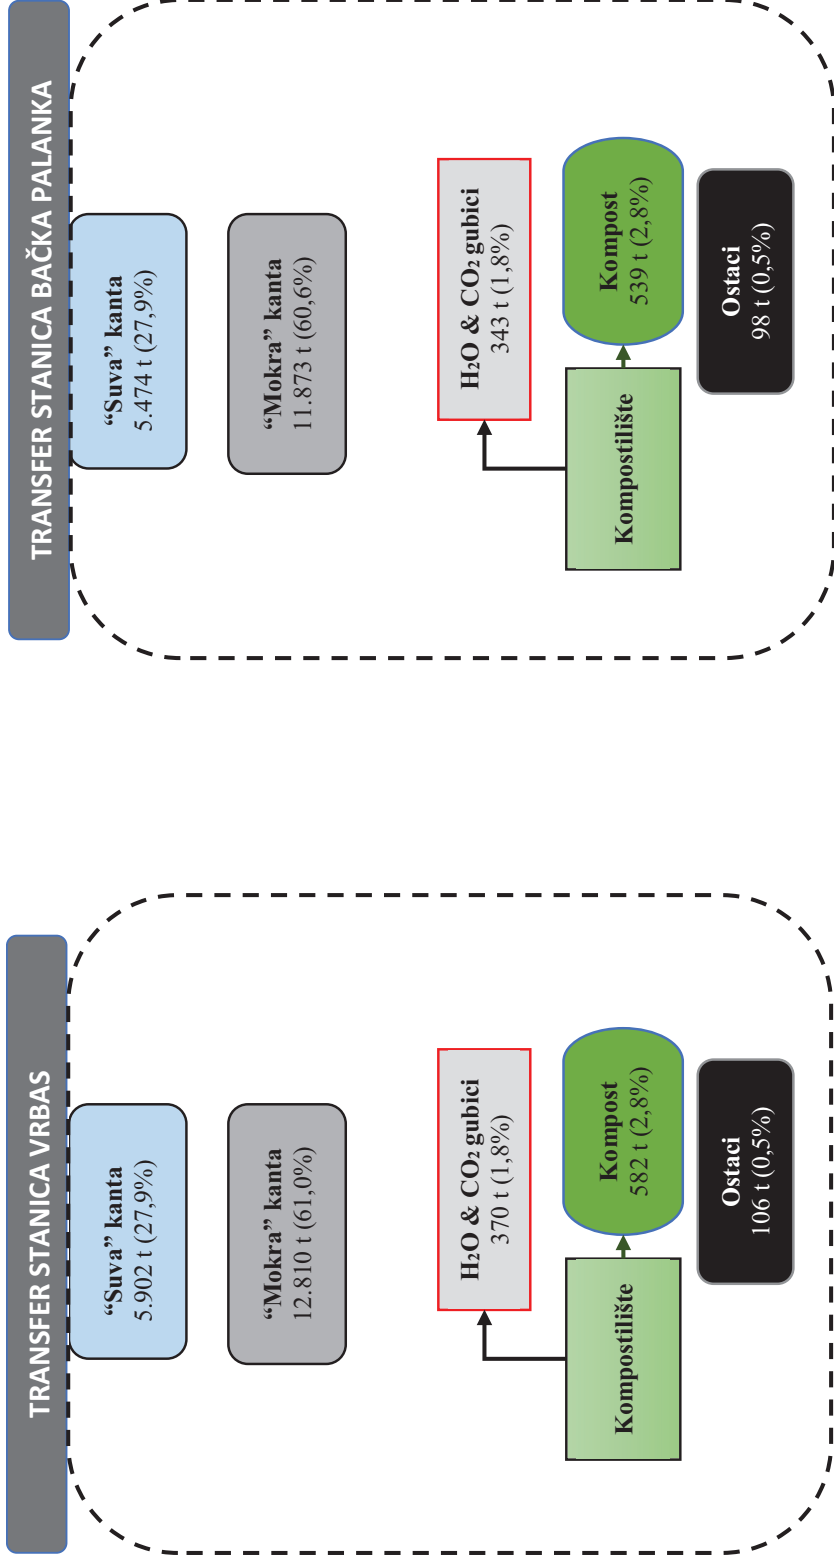 TRANSFER STANICA VRBAS
“Suva” kanta
5.902 t (27,9%)
“Mokra” kanta
12.810 t (61,0%)
H₂O & CO₂ gubici
370 t (1,8%)
Kompostilište
Kompost
582 t (2,8%)
Ostaci
106 t (0,5%)
TRANSFER STANICA BAČKA PALANKA
“Suva” kanta
5.474 t (27,9%)
“Mokra” kanta
11.873 t (60,6%)
H₂O & CO₂ gubici
343 t (1,8%)
Kompostilište
Kompost
539 t (2,8%)
Ostaci
98 t (0,5%)